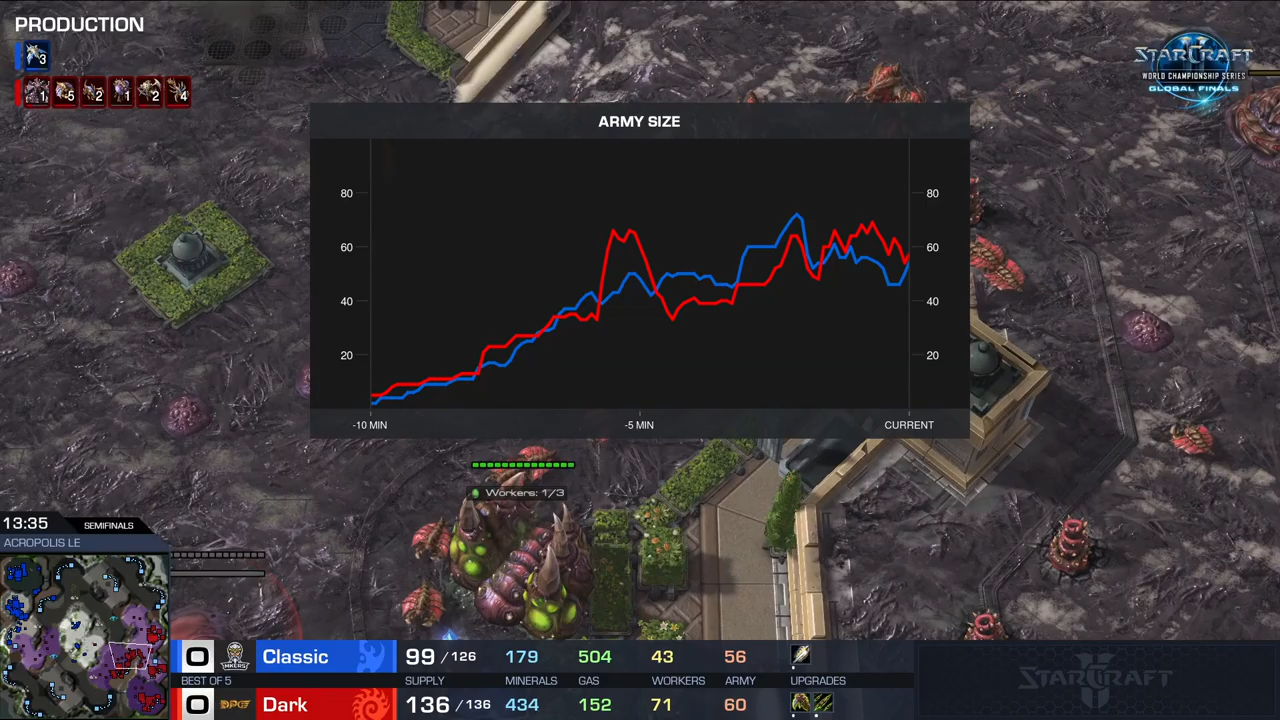 PRODUCTION
3
1 5 2 1 2 4
STARCRAFT II
WORLD CHAMPIONSHIP SERIES
GLOBAL FINALS
ARMY SIZE
80 80
60 60
40 40
20 20
-10 MIN -5 MIN CURRENT
Workers: 1/3
13:35 SEMIFINALS
ACROPOLIS LE
0 Classic 99 /126 179 504 43 56
BEST OF 5 SUPPLY MINERALS GAS WORKERS ARMY UPGRADES
0 DPG Dark 136 /136 434 152 71 60
STARCRAFT II